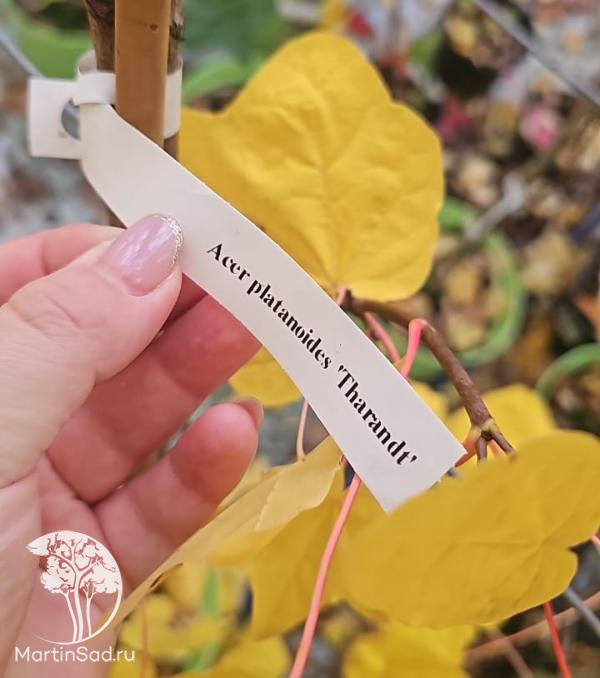 Acer platanoides 'Tharandt'
MartinSad.ru